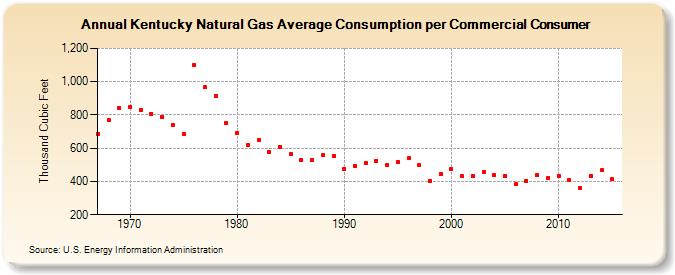 Annual Kentucky Natural Gas Average Consumption per Commercial Consumer
Thousand Cubic Feet
1,200
1,000
800
600
400
200
1970 1980 1990 2000 2010
Source: U.S. Energy Information Administration